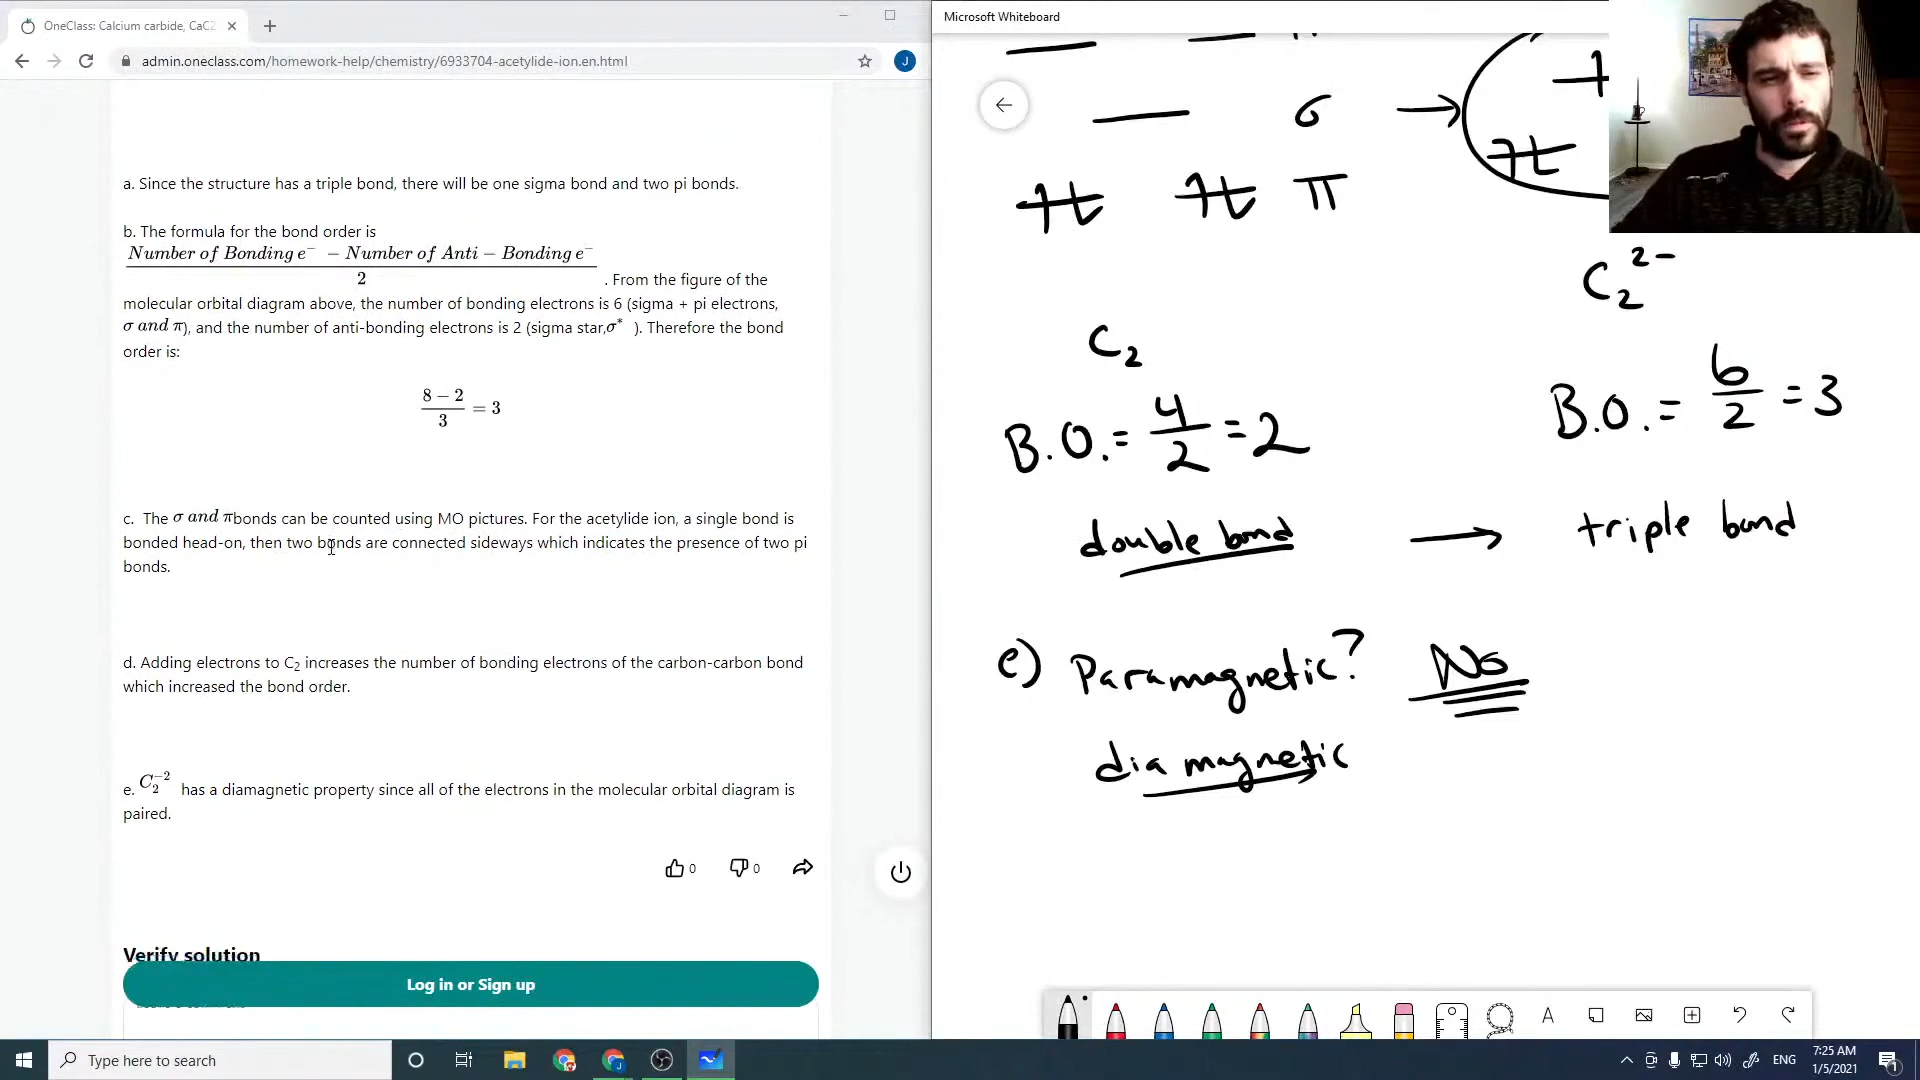 OneClass: Calcium carbide, CaC2
Microsoft Whiteboard
admin.oneclass.com/homework-help/chemistry/6933704-acetylide-ion.en.html
J
a. Since the structure has a triple bond, there will be one sigma bond and two pi bonds.
b. The formula for the bond order is
Number of Bonding e⁻ − Number of Anti − Bonding e⁻
2
. From the figure of the
molecular orbital diagram above, the number of bonding electrons is 6 (sigma + pi electrons,
σ and π), and the number of anti-bonding electrons is 2 (sigma star,σ* ). Therefore the bond
order is:
8 − 2
3
= 3
c. The σ and πbonds can be counted using MO pictures. For the acetylide ion, a single bond is
bonded head-on, then two bonds are connected sideways which indicates the presence of two pi
bonds.
d. Adding electrons to C₂ increases the number of bonding electrons of the carbon-carbon bond
which increased the bond order.
e. C₂⁻² has a diamagnetic property since all of the electrons in the molecular orbital diagram is
paired.
0
0
Verify solution
Log in or Sign up
σ →
π
C₂
C₂²⁻
B.O. = 4/2 = 2
B.O. = 6/2 = 3
double bond → triple bond
e) Paramagnetic? No
diamagnetic
A
Type here to search
ENG
7:25 AM
1/5/2021
1